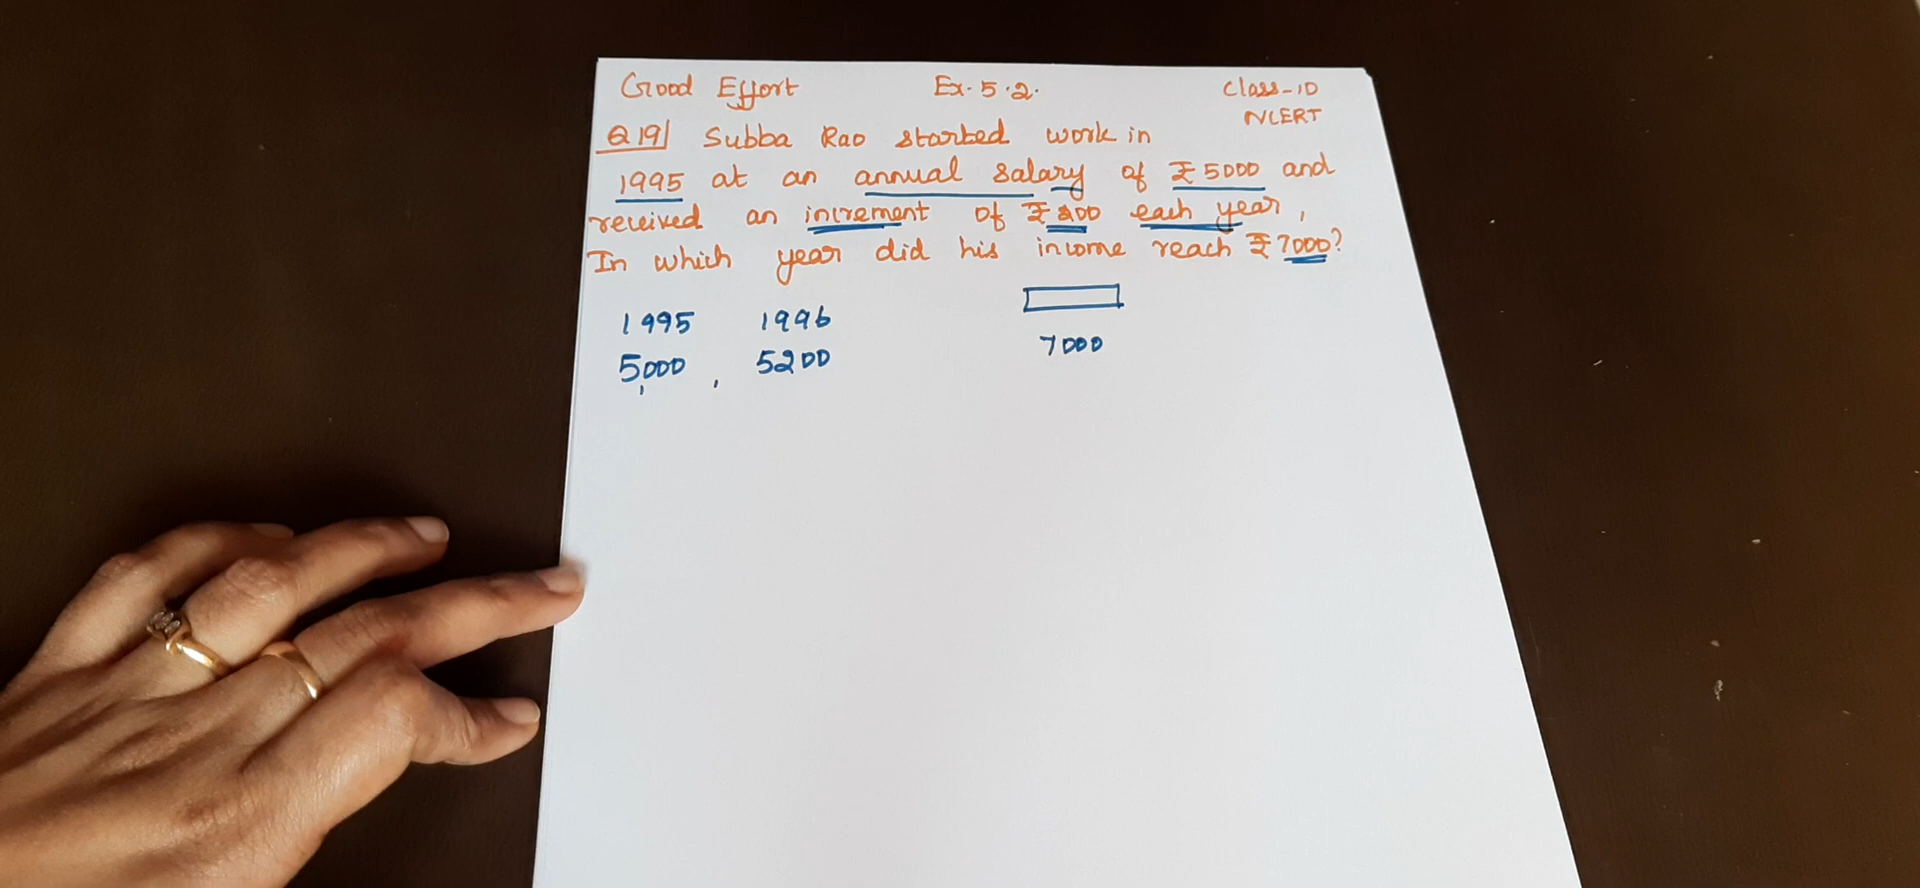 Good Effort Ex. 5.2. Class-10
NCERT
Q 19 Subba Rao started work in
1995 at an annual salary of ₹ 5000 and
received an increment of ₹ 200 each year,
In which year did his income reach ₹ 7000?
1995 1996
5000 , 5200 7000